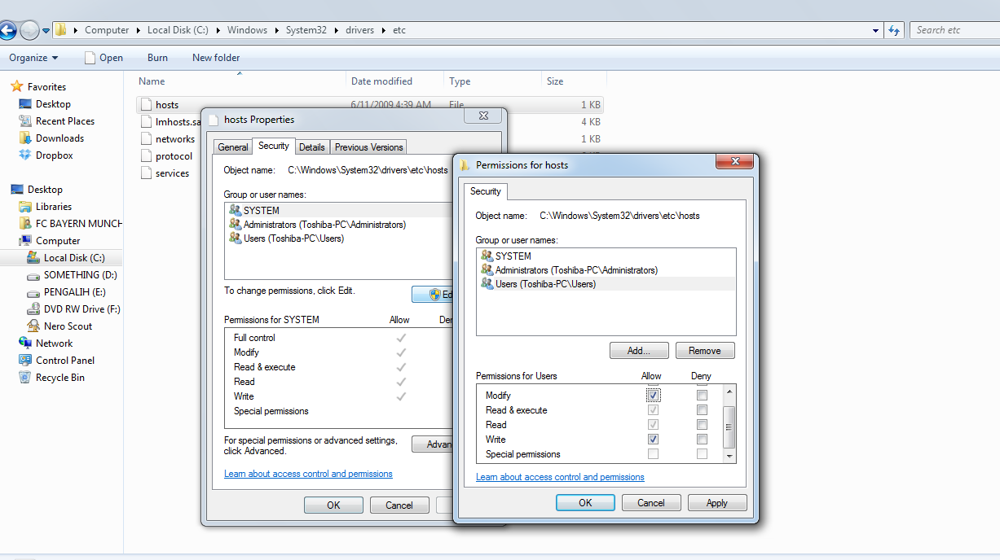 Computer Local Disk (C:) Windows System32 drivers etc
Search etc
Organize Open Burn New folder
Favorites
Desktop
Recent Places
Downloads
Dropbox
Desktop
Libraries
FC BAYERN MUNCH
Computer
Local Disk (C:)
SOMETHING (D:)
PENGALIH (E:)
DVD RW Drive (F:)
Nero Scout
Network
Control Panel
Recycle Bin
Name Date modified Type Size
hosts 6/11/2009 4:39 AM File 1 KB
lmhosts.sa 4 KB
networks 1 KB
protocol
services
hosts Properties
General Security Details Previous Versions
Object name: C:\Windows\System32\drivers\etc\hosts
Group or user names:
SYSTEM
Administrators (Toshiba-PC\Administrators)
Users (Toshiba-PC\Users)
To change permissions, click Edit.
Ed
Permissions for SYSTEM Allow Den
Full control
Modify
Read & execute
Read
Write
Special permissions
For special permissions or advanced settings,
click Advanced.
Advan
Learn about access control and permissions
OK Cancel
Permissions for hosts
Security
Object name: C:\Windows\System32\drivers\etc\hosts
Group or user names:
SYSTEM
Administrators (Toshiba-PC\Administrators)
Users (Toshiba-PC\Users)
Add... Remove
Permissions for Users Allow Deny
Modify
Read & execute
Read
Write
Special permissions
Learn about access control and permissions
OK Cancel Apply